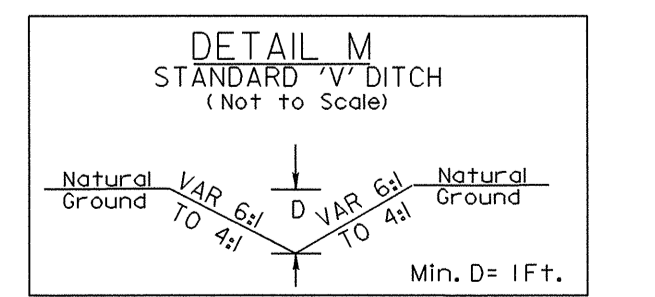 DETAIL M
STANDARD 'V' DITCH
(Not to Scale)
Natural
Ground
VAR 6:1
TO 4:1
D
VAR 6:1
TO 4:1
Natural
Ground
Min. D= 1Ft.